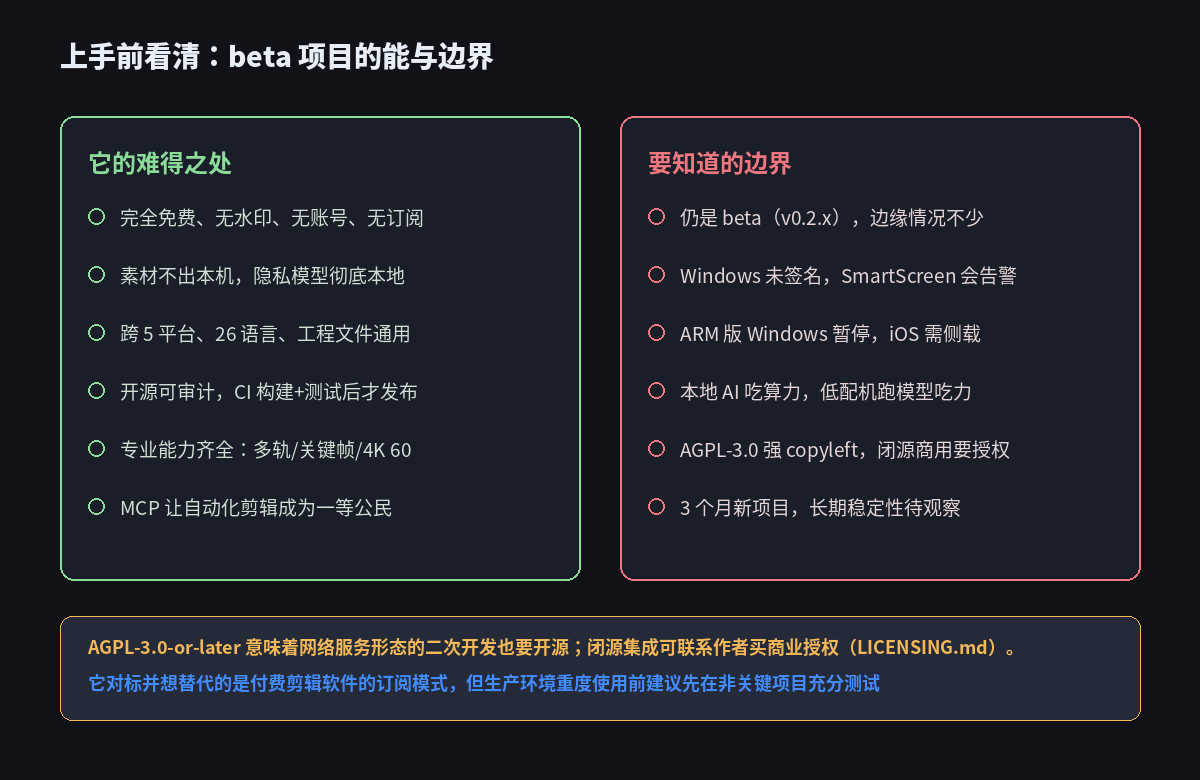 上手前看清：beta 项目的能与边界
它的难得之处
完全免费、无水印、无账号、无订阅
素材不出本机，隐私模型彻底本地
跨 5 平台、26 语言、工程文件通用
开源可审计，CI 构建+测试后才发布
专业能力齐全：多轨/关键帧/4K 60
MCP 让自动化剪辑成为一等公民
要知道的边界
仍是 beta（v0.2.x），边缘情况不少
Windows 未签名，SmartScreen 会告警
ARM 版 Windows 暂停，iOS 需侧载
本地 AI 吃算力，低配机跑模型吃力
AGPL-3.0 强 copyleft，闭源商用要授权
3 个月新项目，长期稳定性待观察
AGPL-3.0-or-later 意味着网络服务形态的二次开发也要开源；闭源集成可联系作者买商业授权（LICENSING.md）。
它对标并想替代的是付费剪辑软件的订阅模式，但生产环境重度使用前建议先在非关键项目充分测试